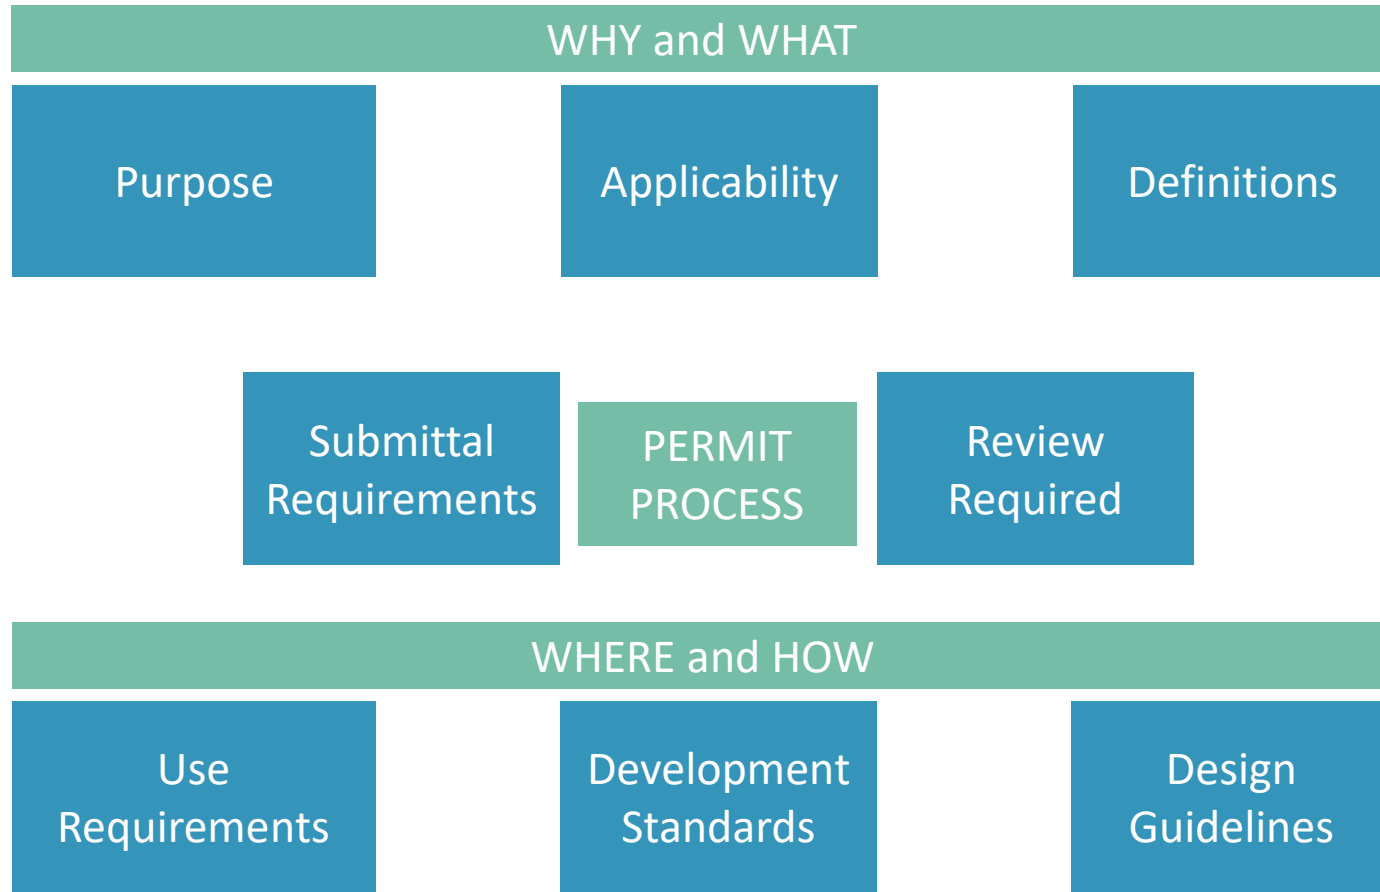 WHY and WHAT
Purpose
Applicability
Definitions
Submittal
Requirements
PERMIT
PROCESS
Review
Required
WHERE and HOW
Use
Requirements
Development
Standards
Design
Guidelines